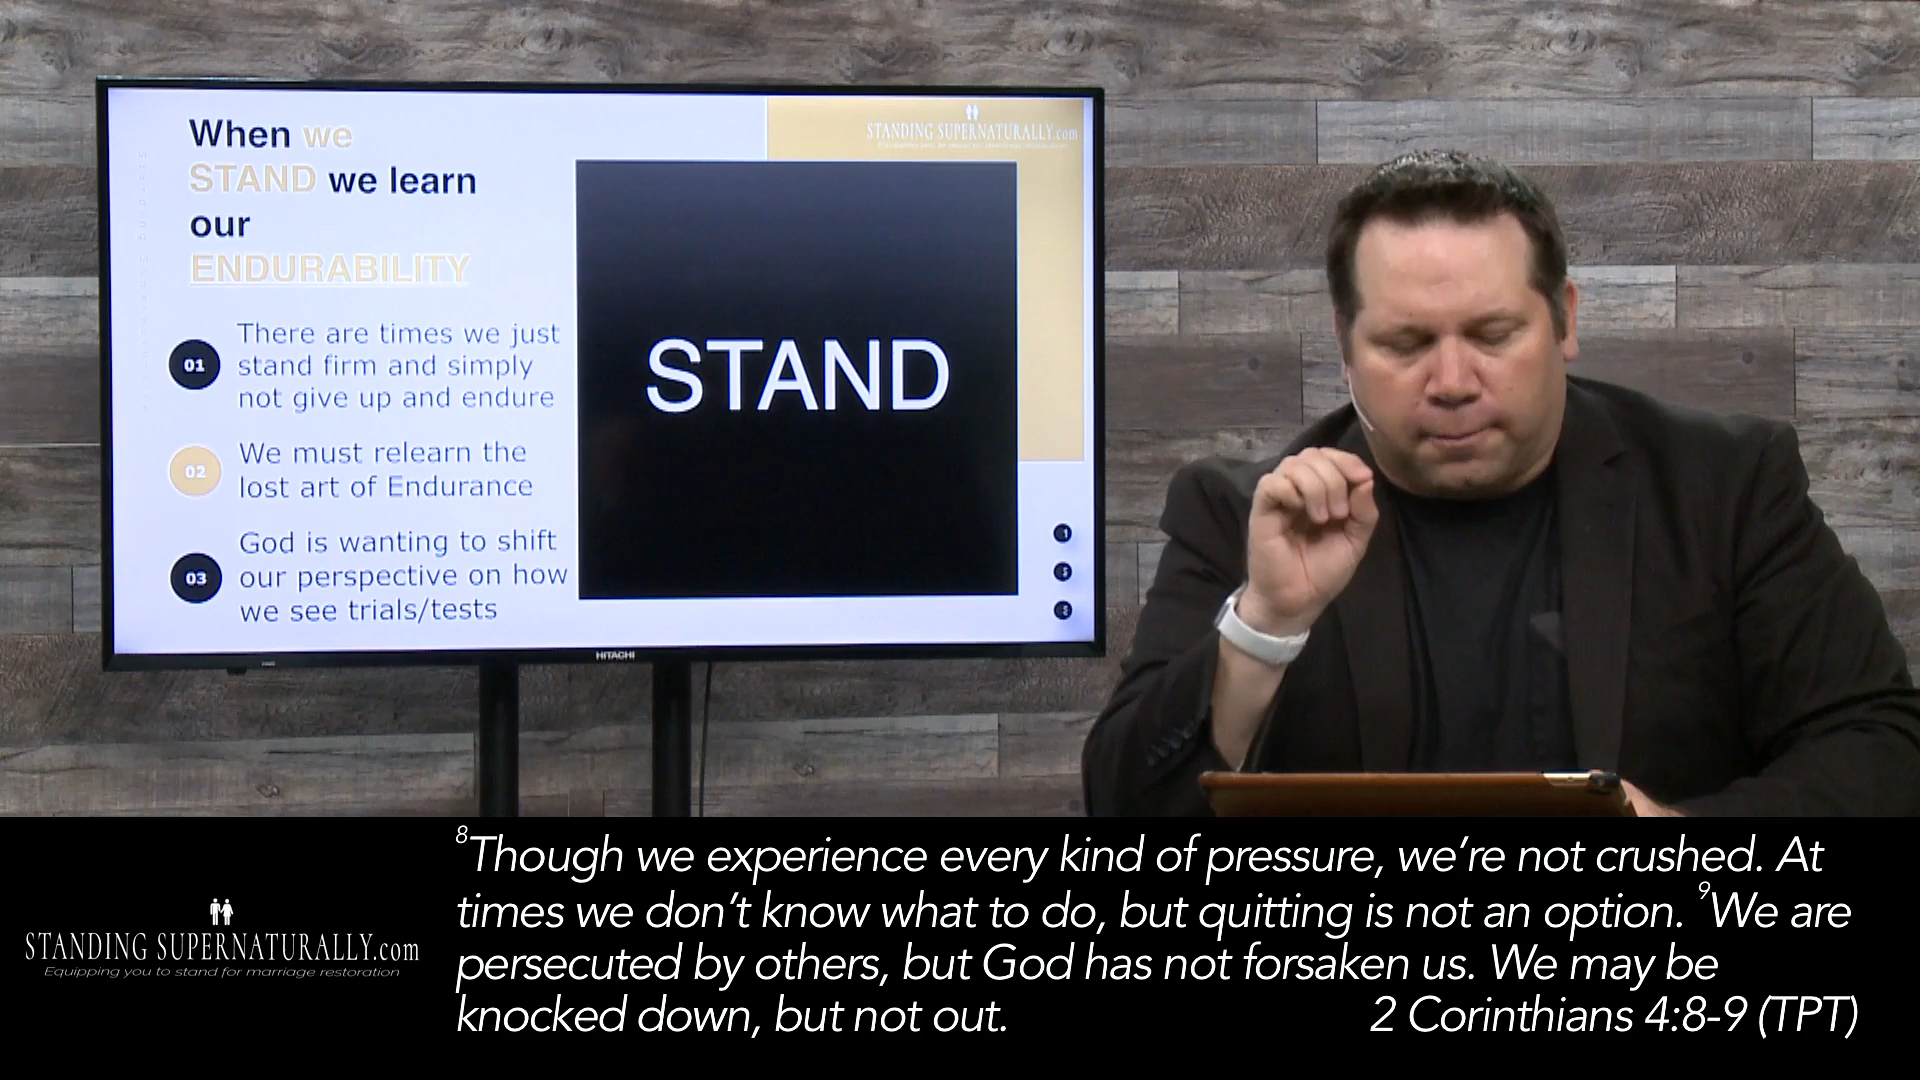 When we
STAND we learn
our
ENDURABILITY
01
There are times we just
stand firm and simply
not give up and endure
02
We must relearn the
lost art of Endurance
03
God is wanting to shift
our perspective on how
we see trials/tests
STANDING SUPERNATURALLY.com
STAND
HITACHI
STANDING SUPERNATURALLY.com
Equipping you to stand for marriage restoration
⁸Though we experience every kind of pressure, we’re not crushed. At
times we don’t know what to do, but quitting is not an option. ⁹We are
persecuted by others, but God has not forsaken us. We may be
knocked down, but not out. 2 Corinthians 4:8-9 (TPT)